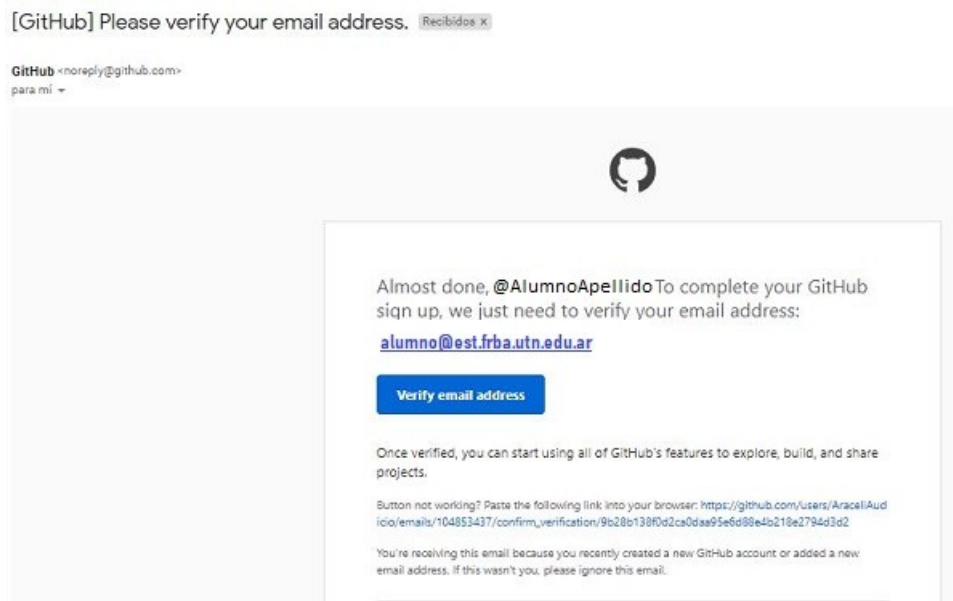 [GitHub] Please verify your email address. Recibidos x
GitHub <noreply@github.com>
para mí
Almost done, @AlumnoApellido To complete your GitHub
sign up, we just need to verify your email address:
alumno@est.frba.utn.edu.ar
Verify email address
Once verified, you can start using all of GitHub's features to explore, build, and share
projects.
Button not working? Paste the following link into your browser: https://github.com/users/AraceliAud
icio/emails/104853437/confirm_verification/9b28b138f0d2ca0daa95e6d88e4b218e2794d3d2
You're receiving this email because you recently created a new GitHub account or added a new
email address. If this wasn't you, please ignore this email.